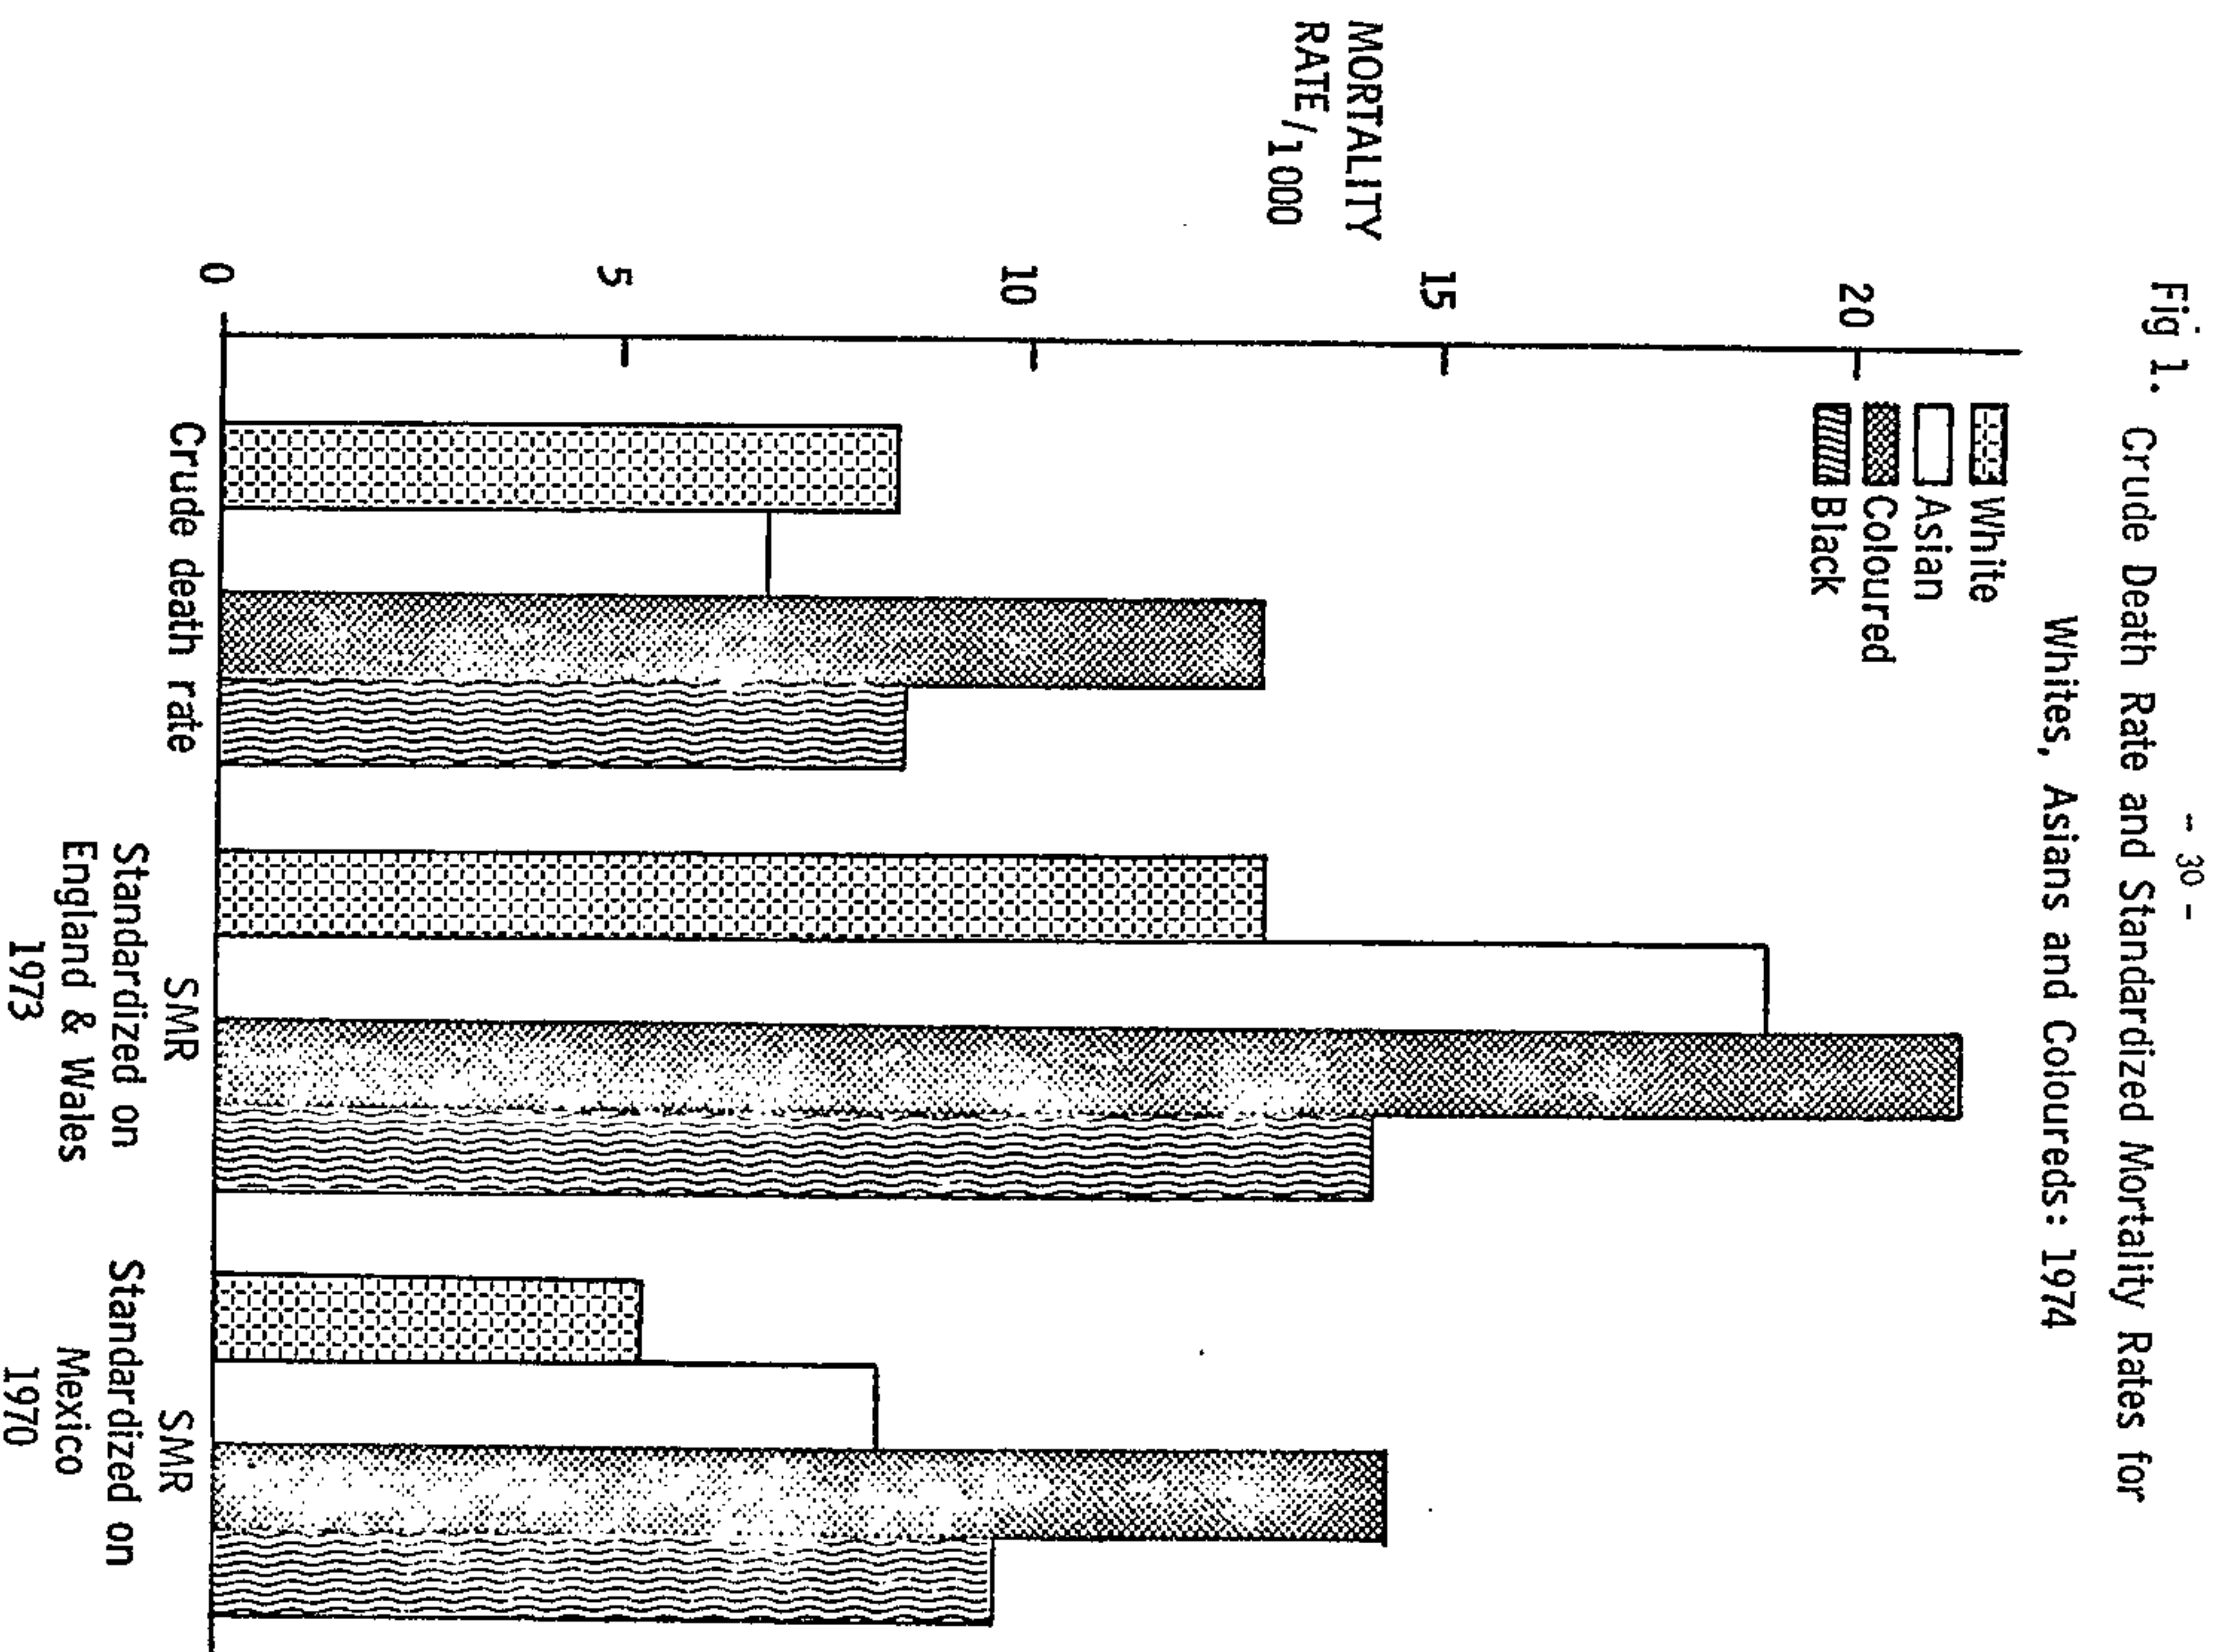 - 30 -
Fig 1. Crude Death Rate and Standardized Mortality Rates for
Whites, Asians and Coloureds: 1974
White
Asian
Coloured
Black
20
15
10
5
0
MORTALITY
RATE/1000
Crude death rate
SMR
Standardized on
England & Wales
1973
SMR
Standardized on
Mexico
1970